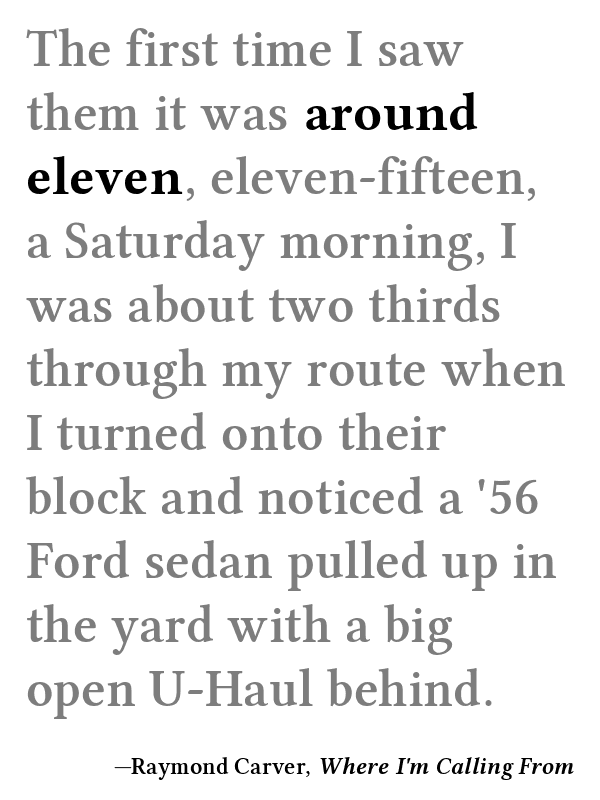 The first time I saw
them it was around
eleven, eleven-fifteen,
a Saturday morning, I
was about two thirds
through my route when
I turned onto their
block and noticed a '56
Ford sedan pulled up in
the yard with a big
open U-Haul behind.
—Raymond Carver, Where I'm Calling From